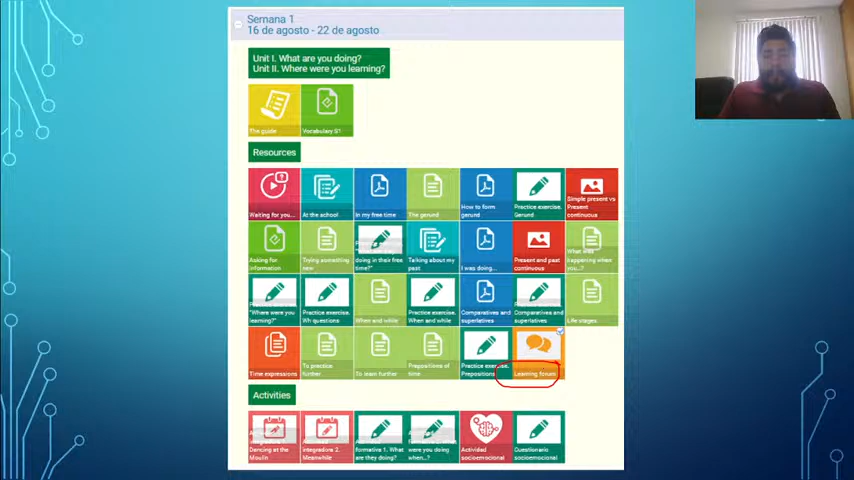 Semana 1
16 de agosto - 22 de agosto
Unit I. What are you doing?
Unit II. Where were you learning?
The guide
Vocabulary S1
Resources
Waiting for you...
At the school
In my free time
The gerund
How to form
gerund
Practice exercise.
Gerund
Simple present vs
Present
continuous
Asking for
information
Trying something
new
doing in their free
time?"
Talking about my
past
I was doing...
Present and past
continuous
What was
happening when
you...?
"Where were you
learning?"
Practice exercise.
Wh questions
When and while
Practice exercise.
When and while
Comparatives and
superlatives
Comparatives and
superlatives
Life stages
Time expressions
To practice
further
To learn further
Prepositions of
time
Practice exercise.
Prepositions
Learning forum
Activities
integradora 1.
Dancing at the
Moulin
integradora 2.
Meanwhile
formativa 1. What
are they doing?
were you doing
when...?
Actividad
socioemocional
Cuestionario
socioemocional